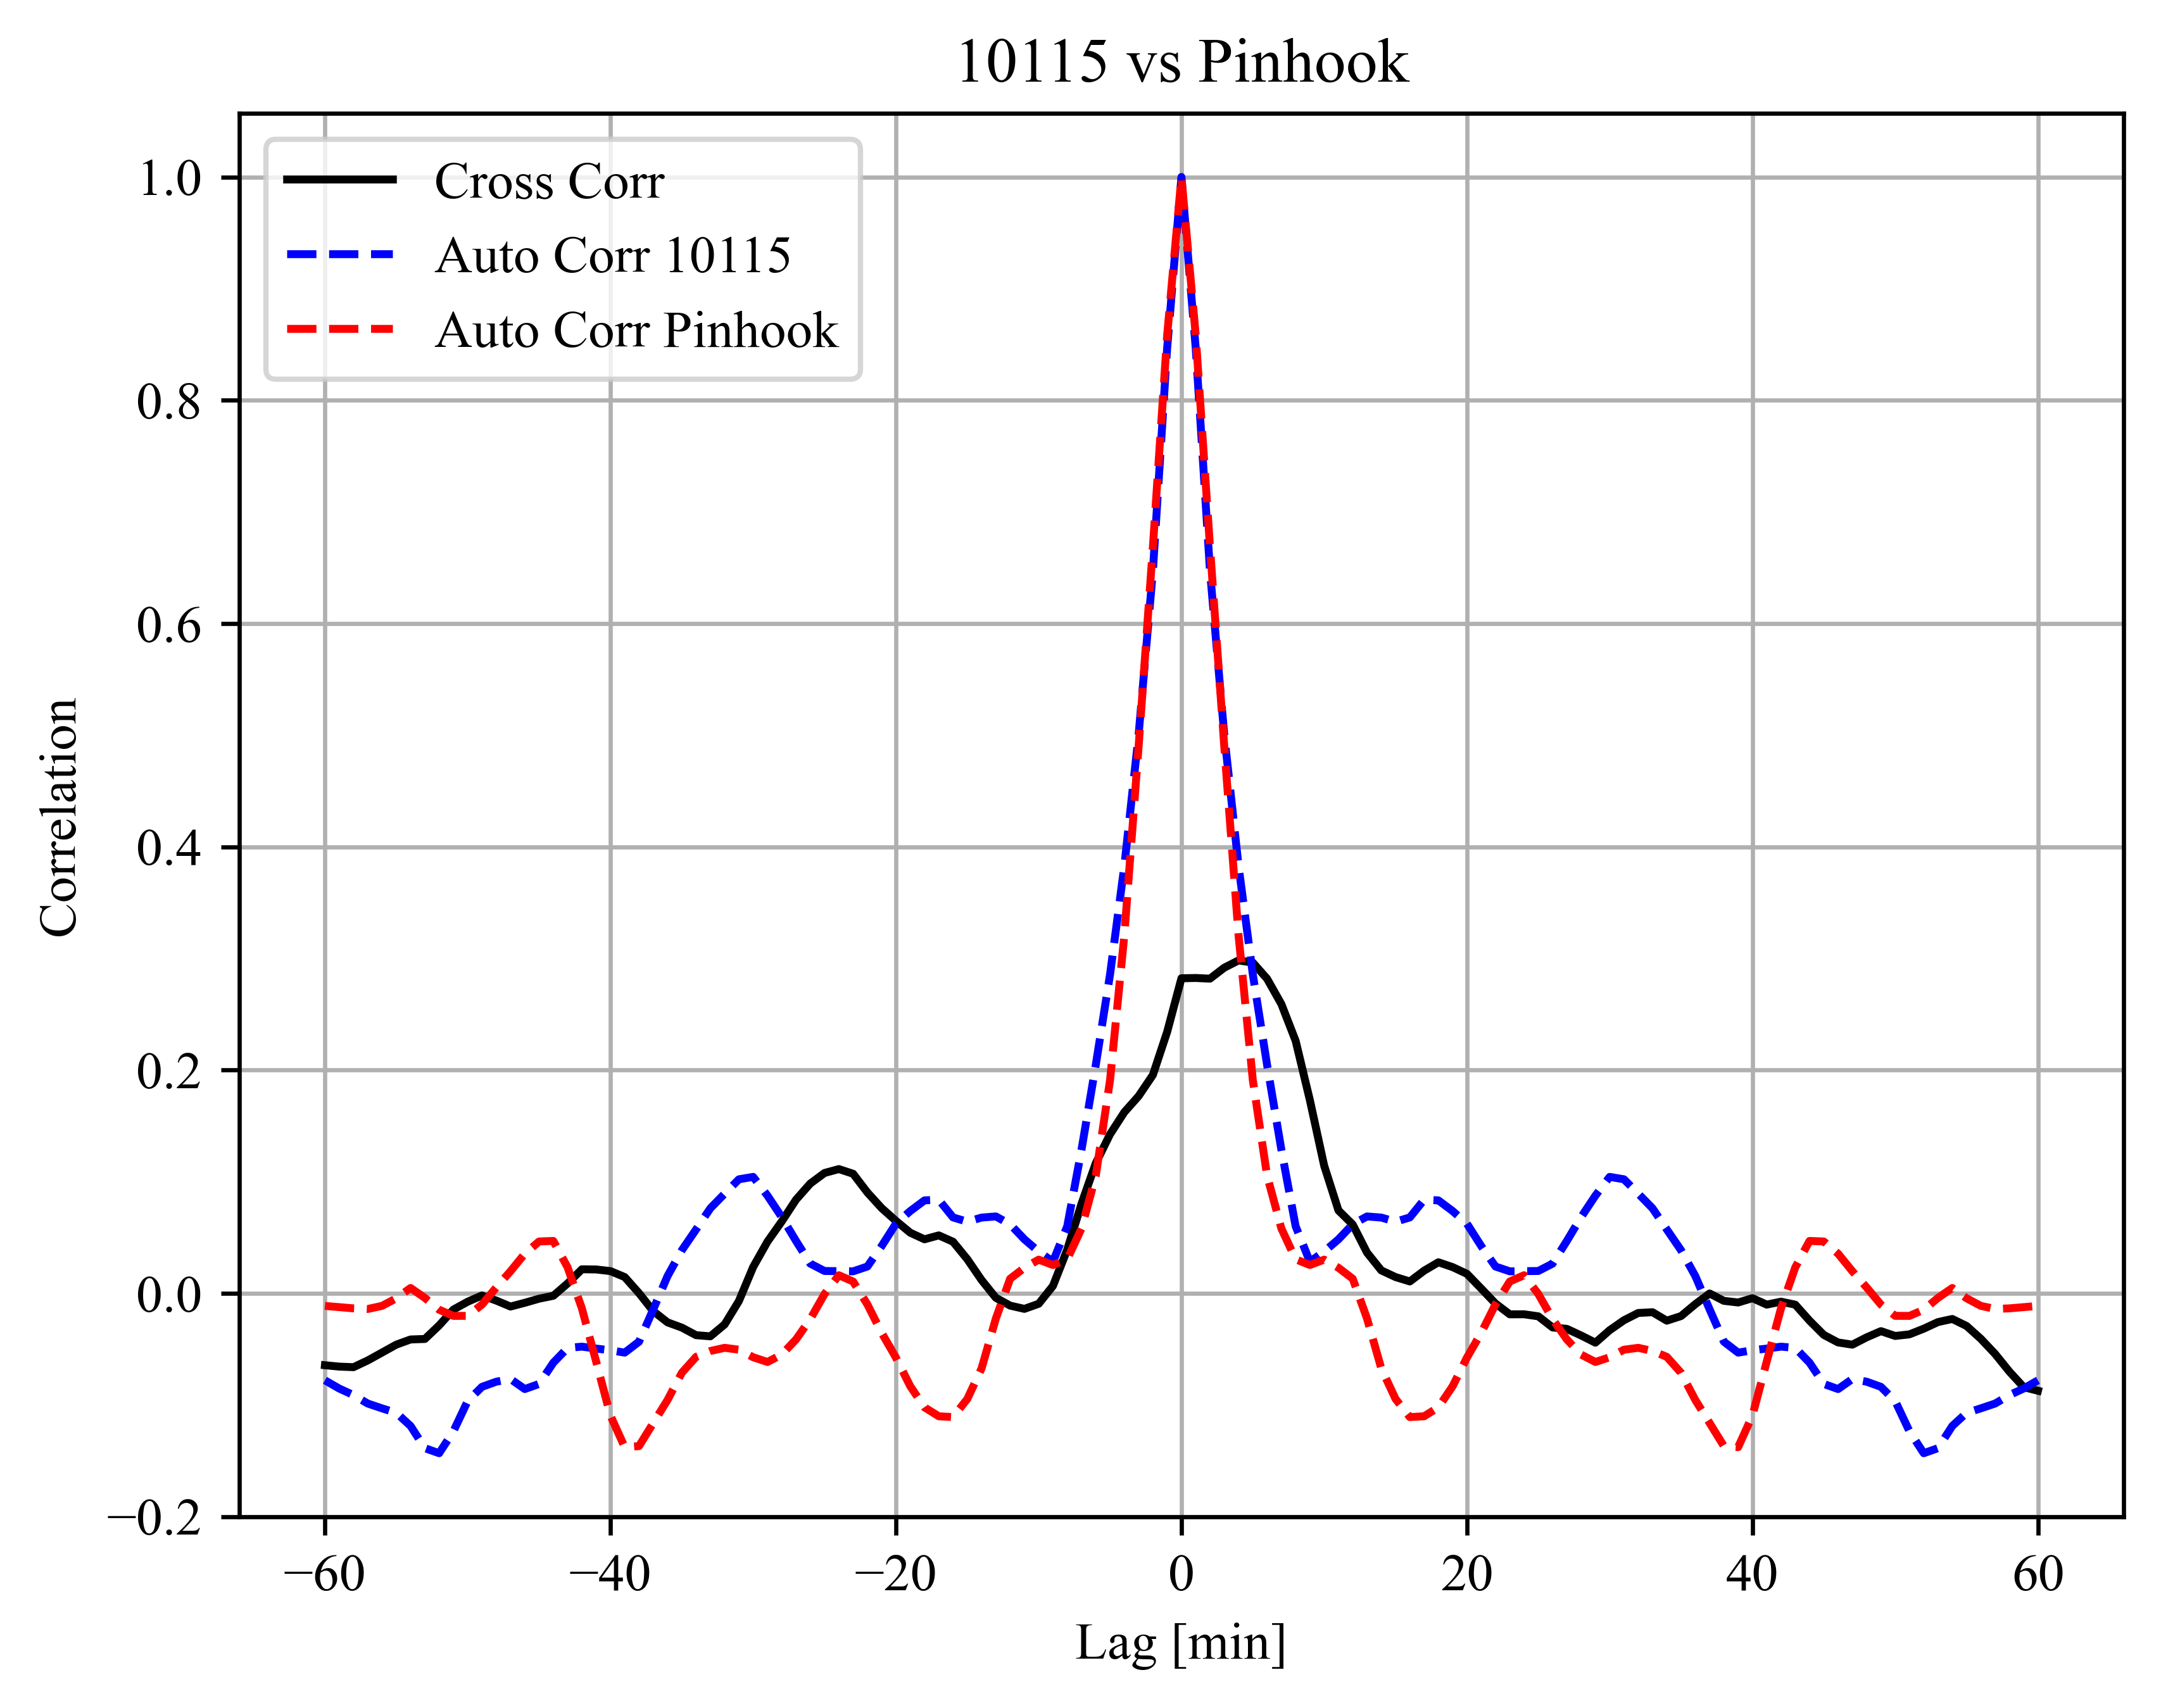 10115 vs Pinhook
Cross Corr
Auto Corr 10115
Auto Corr Pinhook
1.0
0.8
0.6
0.4
0.2
0.0
−0.2
Correlation
−60 −40 −20 0 20 40 60
Lag [min]